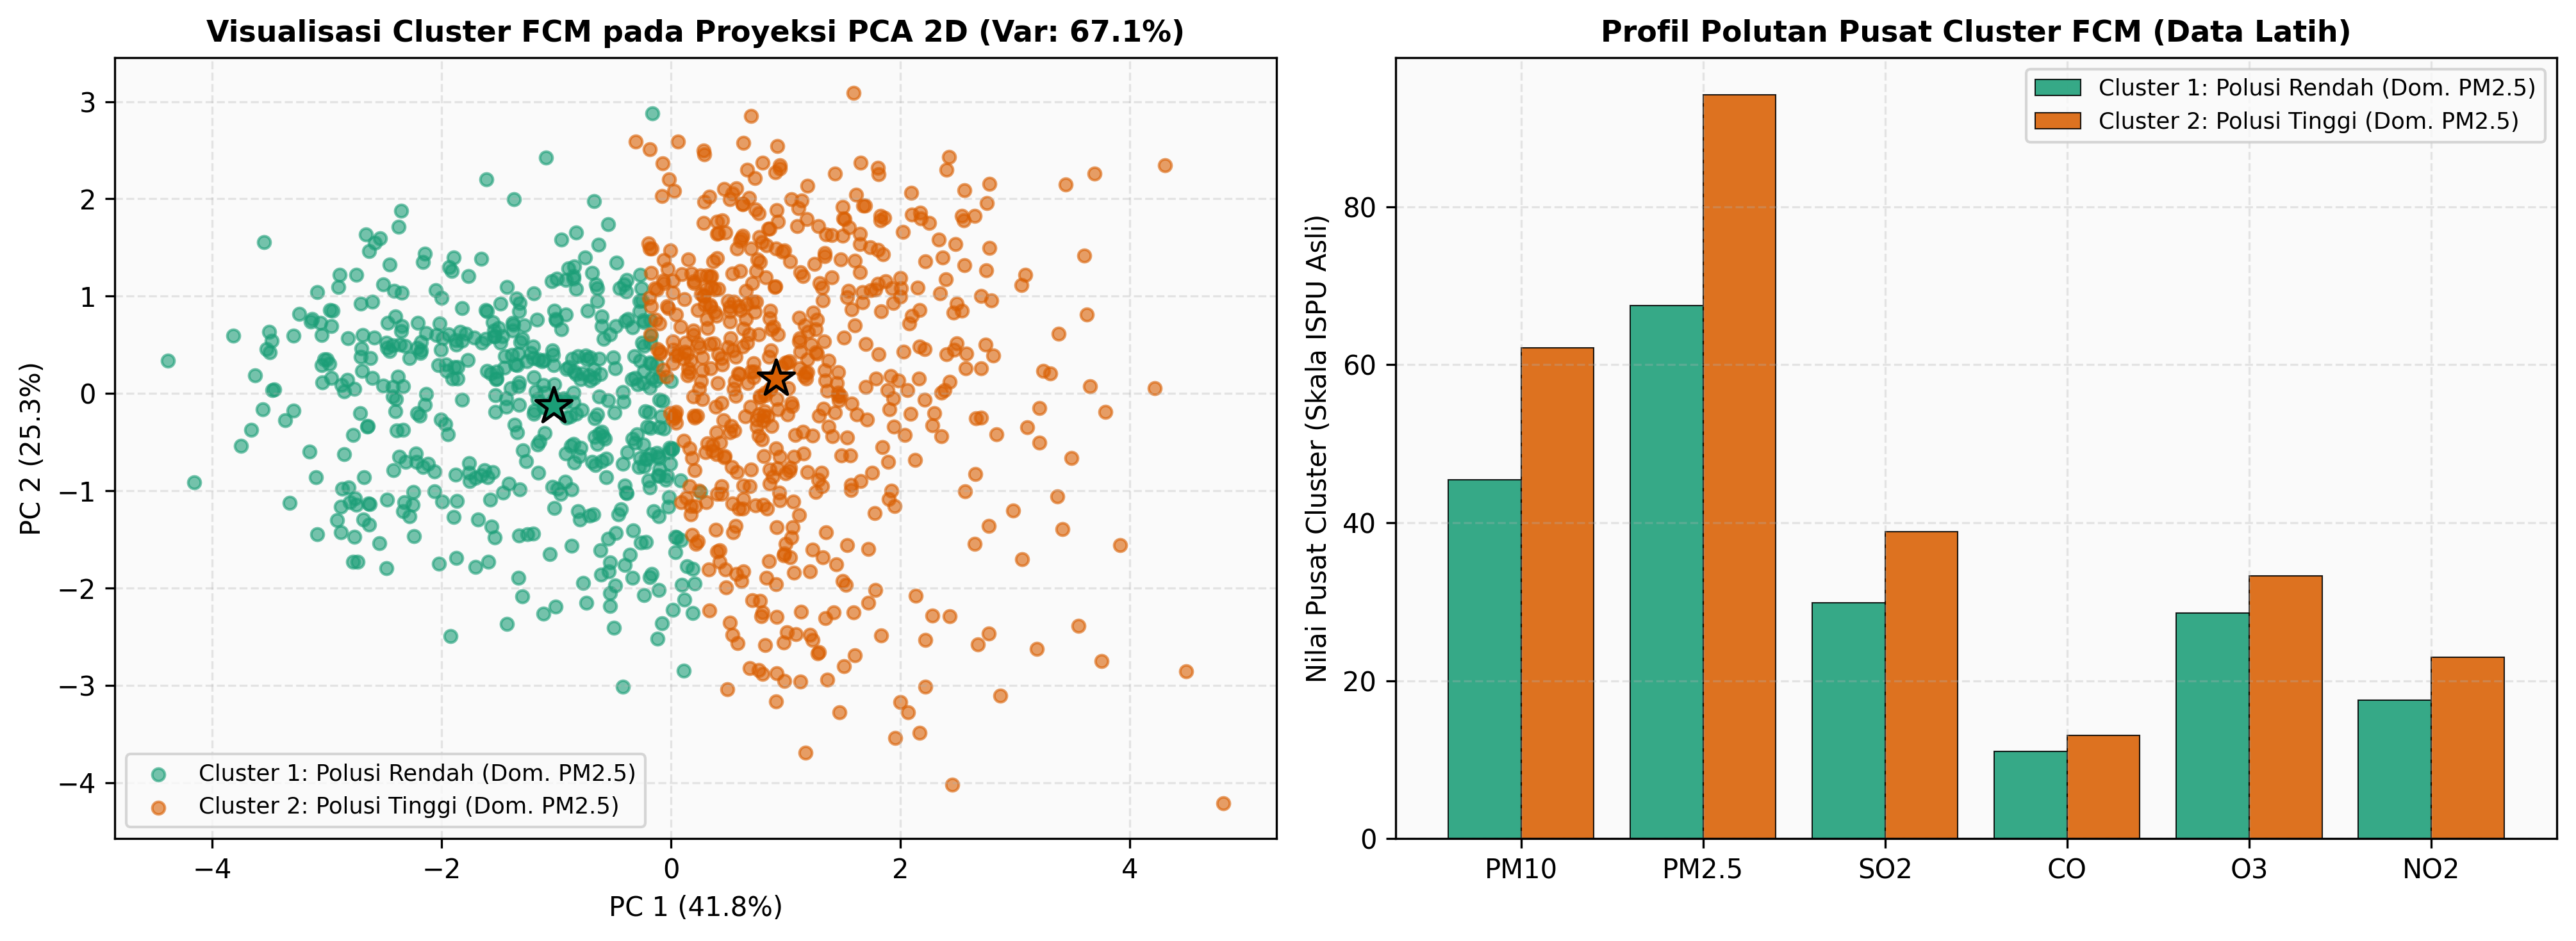 Visualisasi Cluster FCM pada Proyeksi PCA 2D (Var: 67.1%)
PC 2 (25.3%)
3
2
1
0
−1
−2
−3
−4
Cluster 1: Polusi Rendah (Dom. PM2.5)
Cluster 2: Polusi Tinggi (Dom. PM2.5)
−4
−2
0
2
4
PC 1 (41.8%)
Profil Polutan Pusat Cluster FCM (Data Latih)
Nilai Pusat Cluster (Skala ISPU Asli)
Cluster 1: Polusi Rendah (Dom. PM2.5)
Cluster 2: Polusi Tinggi (Dom. PM2.5)
80
60
40
20
0
PM10
PM2.5
SO2
CO
O3
NO2